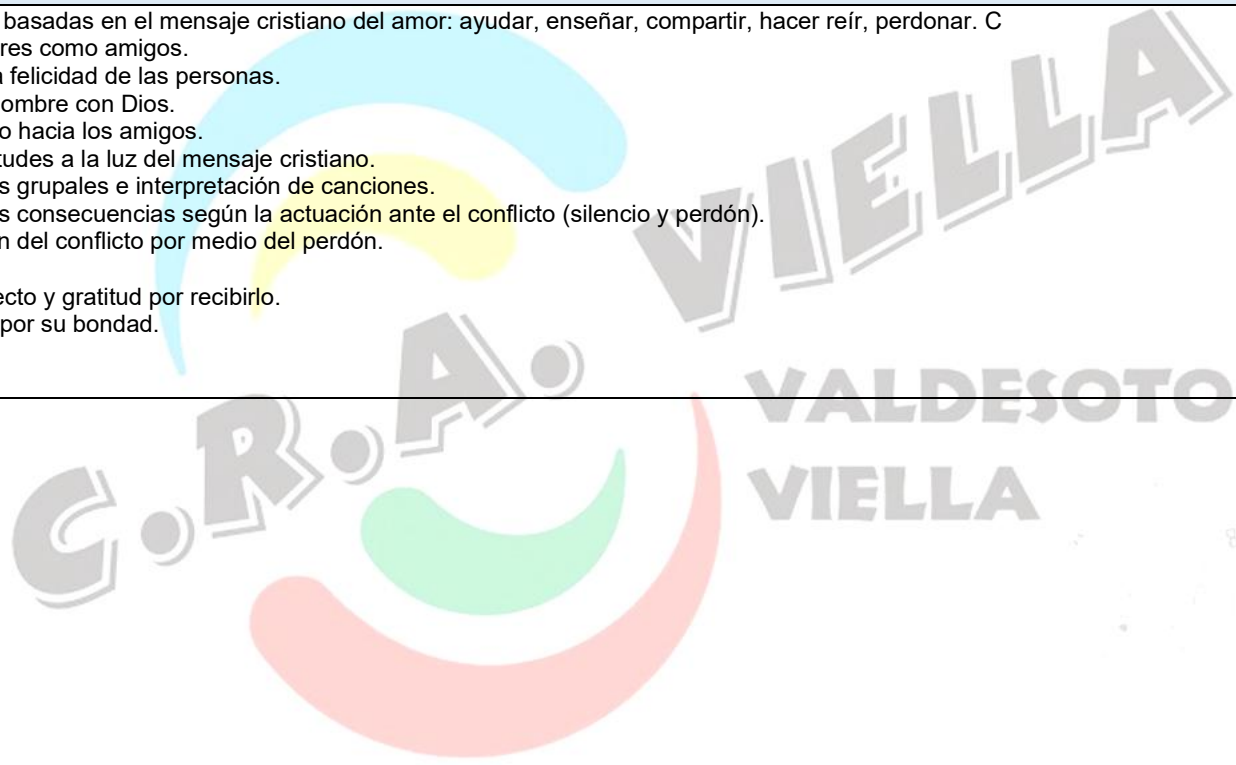 basadas en el mensaje cristiano del amor: ayudar, enseñar, compartir, hacer reír, perdonar. C
res como amigos.
a felicidad de las personas.
ombre con Dios.
o hacia los amigos.
tudes a la luz del mensaje cristiano.
s grupales e interpretación de canciones.
s consecuencias según la actuación ante el conflicto (silencio y perdón).
n del conflicto por medio del perdón.
ecto y gratitud por recibirlo.
por su bondad.
C.R.A. VIELLA
VALDESOTO
VIELLA